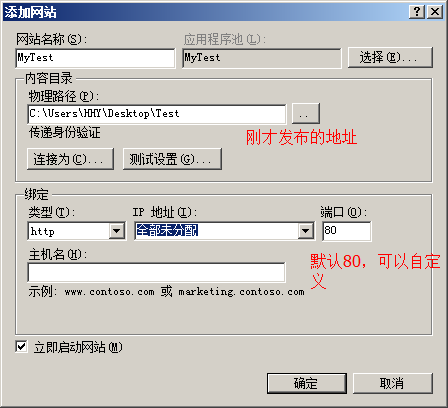 添加网站
网站名称(S):
应用程序池(L):
MyTest
MyTest
选择(E)...
内容目录
物理路径(P):
C:\Users\HHY\Desktop\Test
..
传递身份验证
刚才发布的地址
连接为(C)...
测试设置(G)...
绑定
类型(T):
IP 地址(I):
端口(O):
http
全部未分配
80
主机名(H):
默认80，可以自定
义
示例: www.contoso.com 或 marketing.contoso.com
立即启动网站(M)
确定
取消